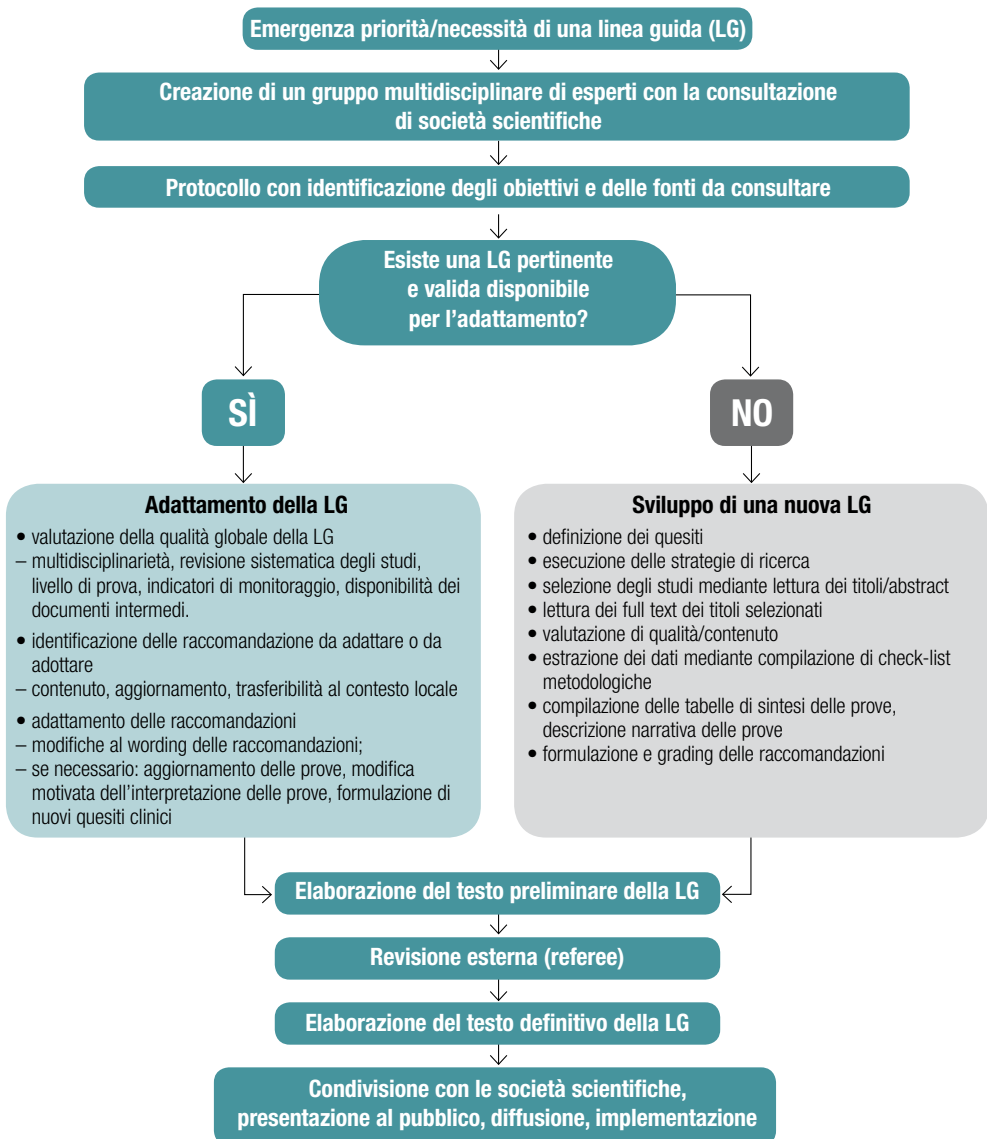 Emergenza priorità/necessità di una linea guida (LG)
Creazione di un gruppo multidisciplinare di esperti con la consultazione
di società scientifiche
Protocollo con identificazione degli obiettivi e delle fonti da consultare
Esiste una LG pertinente
e valida disponibile
per l'adattamento?
SÌ
NO
Adattamento della LG
• valutazione della qualità globale della LG
– multidisciplinarietà, revisione sistematica degli studi,
livello di prova, indicatori di monitoraggio, disponibilità dei
documenti intermedi.
• identificazione delle raccomandazione da adattare o da
adottare
– contenuto, aggiornamento, trasferibilità al contesto locale
• adattamento delle raccomandazioni
– modifiche al wording delle raccomandazioni;
– se necessario: aggiornamento delle prove, modifica
motivata dell'interpretazione delle prove, formulazione di
nuovi quesiti clinici
Sviluppo di una nuova LG
• definizione dei quesiti
• esecuzione delle strategie di ricerca
• selezione degli studi mediante lettura dei titoli/abstract
• lettura dei full text dei titoli selezionati
• valutazione di qualità/contenuto
• estrazione dei dati mediante compilazione di check-list
metodologiche
• compilazione delle tabelle di sintesi delle prove,
descrizione narrativa delle prove
• formulazione e grading delle raccomandazioni
Elaborazione del testo preliminare della LG
Revisione esterna (referee)
Elaborazione del testo definitivo della LG
Condivisione con le società scientifiche,
presentazione al pubblico, diffusione, implementazione